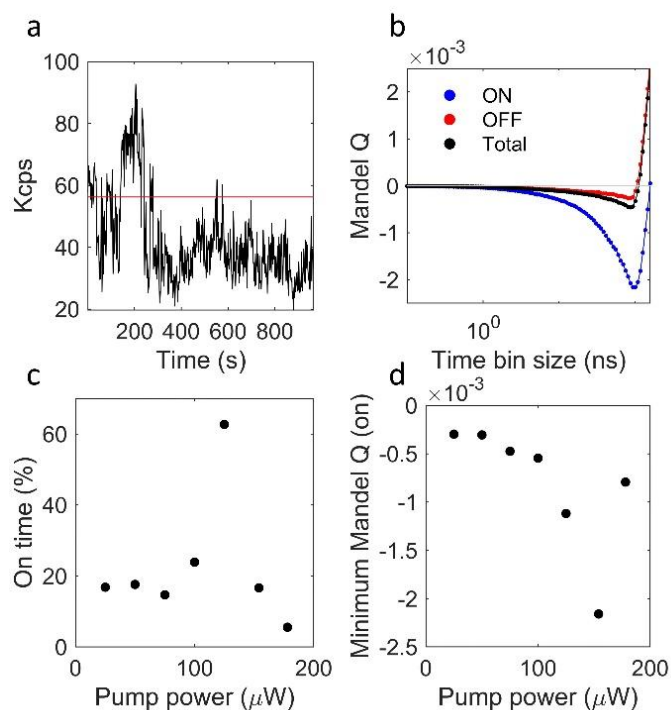 a
100
80
60
40
20
Kcps
200 400 600 800
Time (s)
b
×10⁻³
2
1
0
-1
-2
Mandel Q
ON
OFF
Total
10⁰
Time bin size (ns)
c
60
40
20
0
On time (%)
0 100 200
Pump power (μW)
d
×10⁻³
0
-0.5
-1
-1.5
-2
-2.5
Minimum Mandel Q (on)
0 100 200
Pump power (μW)